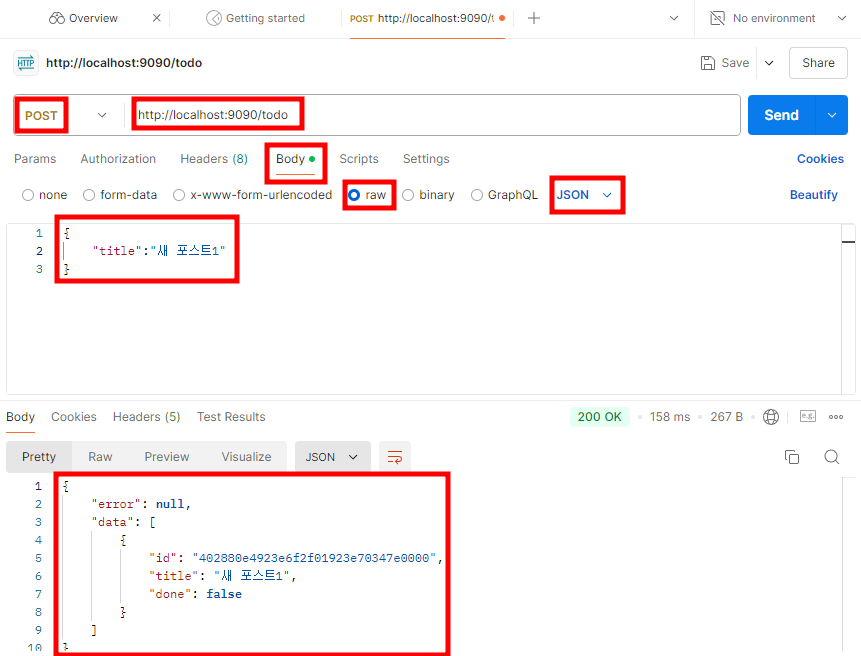 Overview Getting started POST http://localhost:9090/t No environment
HTTP http://localhost:9090/todo Save Share
POST http://localhost:9090/todo Send
Params Authorization Headers (8) Body Scripts Settings Cookies
none form-data x-www-form-urlencoded raw binary GraphQL JSON Beautify
1 {
2 "title":"새 포스트1"
3 }
Body Cookies Headers (5) Test Results 200 OK 158 ms 267 B e.g.
Pretty Raw Preview Visualize JSON
1 {
2 "error": null,
3 "data": [
4 {
5 "id": "402880e4923e6f2f01923e70347e0000",
6 "title": "새 포스트1",
7 "done": false
8 }
9 ]
10 }